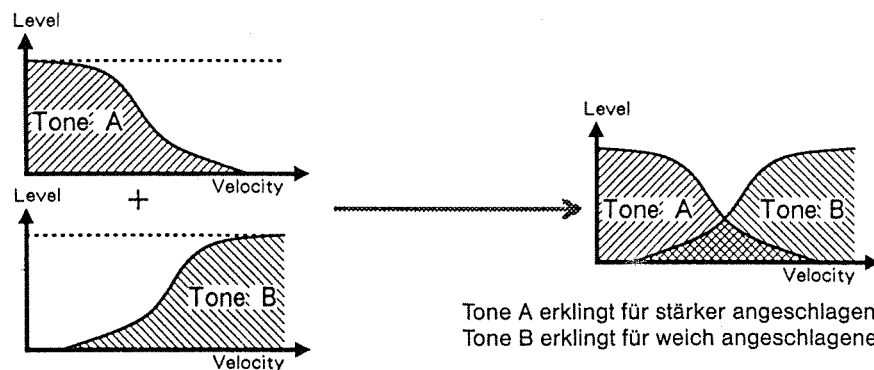 Level
Tone A
Velocity
+
Level
Tone B
Velocity
Level
Tone A
Tone B
Velocity
Tone A erklingt für stärker angeschlagen
Tone B erklingt für weich angeschlagene